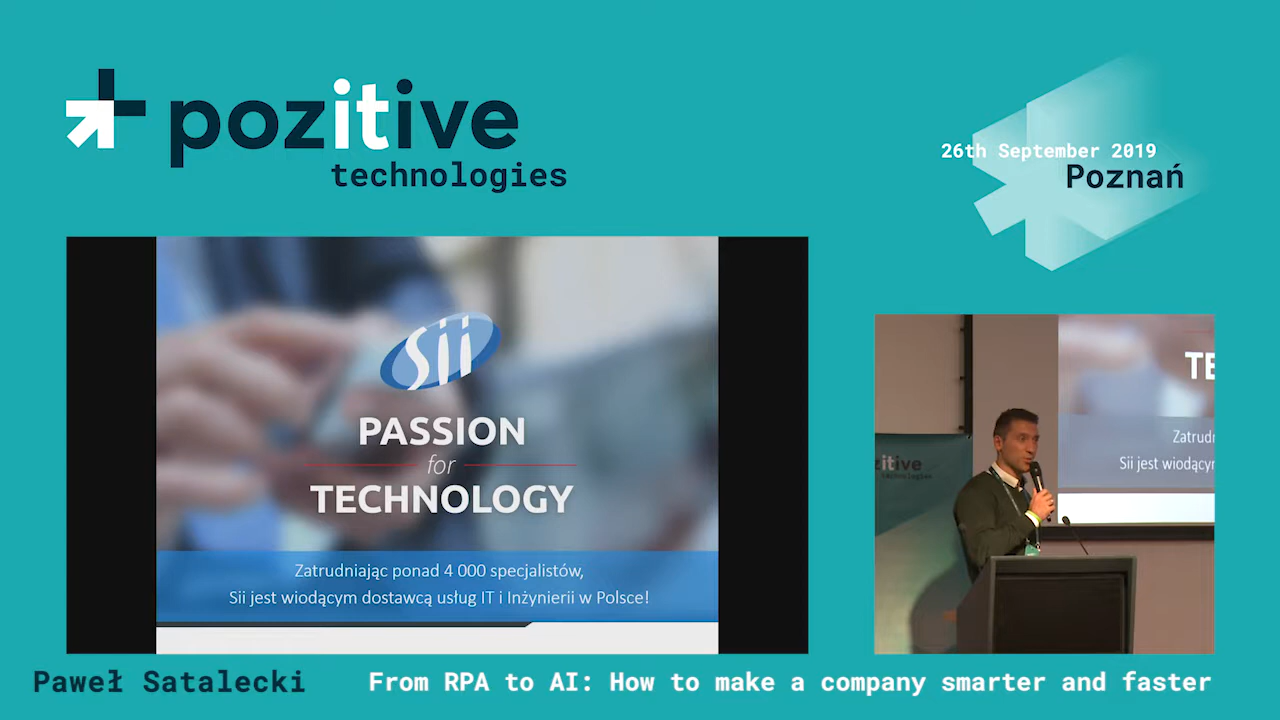 pozitive
technologies
26th September 2019
Poznań
Sii
PASSION
for
TECHNOLOGY
Zatrudniając ponad 4 000 specjalistów,
Sii jest wiodącym dostawcą usług IT i Inżynierii w Polsce!
TE
Zatrud
Sii jest wiodącym
zitive
technologies
Paweł Satalecki
From RPA to AI: How to make a company smarter and faster